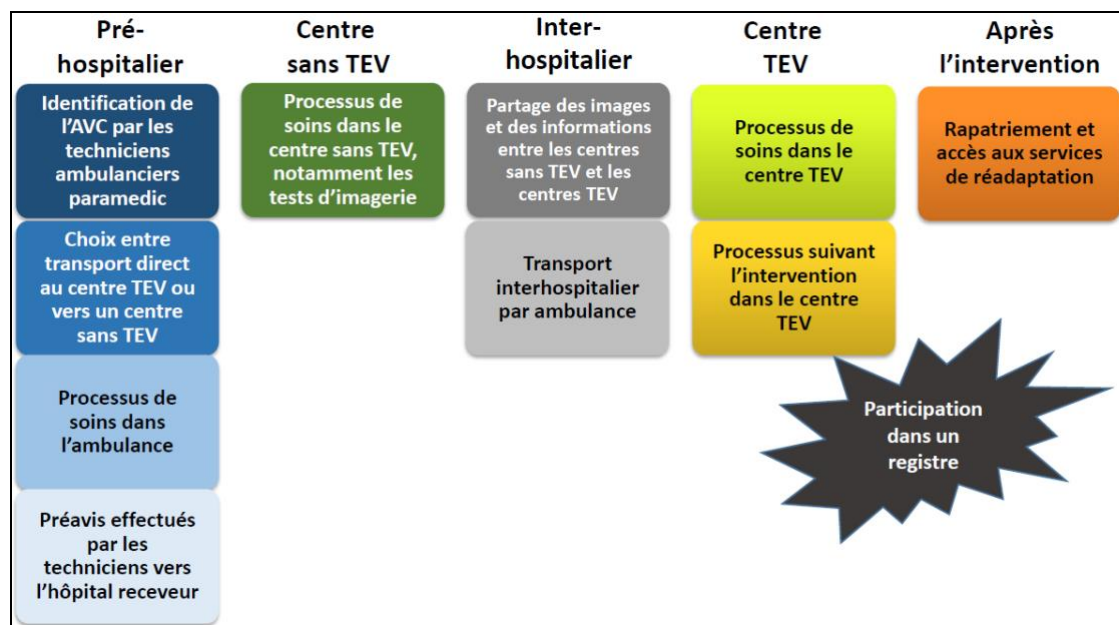 Pré-
hospitalier
Identification de
l'AVC par les
techniciens
ambulanciers
paramedic
Choix entre
transport direct
au centre TEV ou
vers un centre
sans TEV
Processus de
soins dans
l'ambulance
Préavis effectués
par les
techniciens vers
l'hôpital receveur
Centre
sans TEV
Processus de
soins dans le
centre sans TEV,
notamment les
tests d'imagerie
Inter-
hospitalier
Partage des images
et des informations
entre les centres
sans TEV et les
centres TEV
Transport
interhospitalier
par ambulance
Centre
TEV
Processus de
soins dans le
centre TEV
Processus suivant
l'intervention
dans le centre
TEV
Après
l'intervention
Rapatriement et
accès aux services
de réadaptation
Participation
dans un
registre